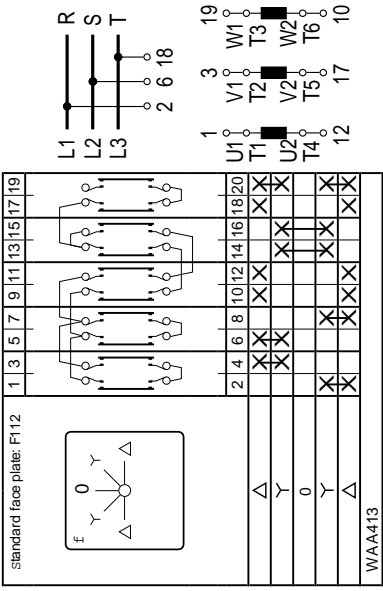 standard face plate: F112
1 3 5 7 9 11 13 15 17 19
£
0
Y Y
Δ Δ
2 4 6 8 10 12 14 16 18 20
Δ
Y
0
Y
Δ
WAA413
L1 R
L2 S
L3 T
2 6 18
1 3 19
U1 V1 W1
T1 T2 T3
U2 V2 W2
T4 T5 T6
12 17 10